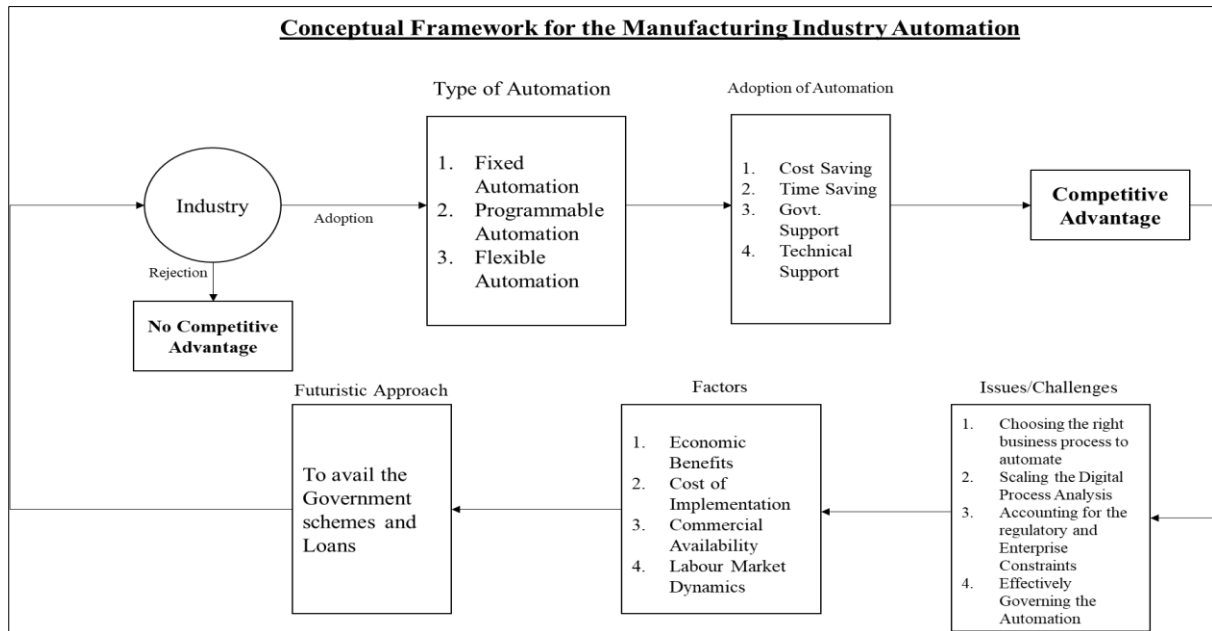 Conceptual Framework for the Manufacturing Industry Automation
Type of Automation
Adoption of Automation
Industry
Adoption
Rejection
No Competitive
Advantage
1. Fixed
Automation
2. Programmable
Automation
3. Flexible
Automation
1. Cost Saving
2. Time Saving
3. Govt.
Support
4. Technical
Support
Competitive
Advantage
Futuristic Approach
To avail the
Government
schemes and
Loans
Factors
1. Economic
Benefits
2. Cost of
Implementation
3. Commercial
Availability
4. Labour Market
Dynamics
Issues/Challenges
1. Choosing the right
business process to
automate
2. Scaling the Digital
Process Analysis
3. Accounting for the
regulatory and
Enterprise
Constraints
4. Effectively
Governing the
Automation